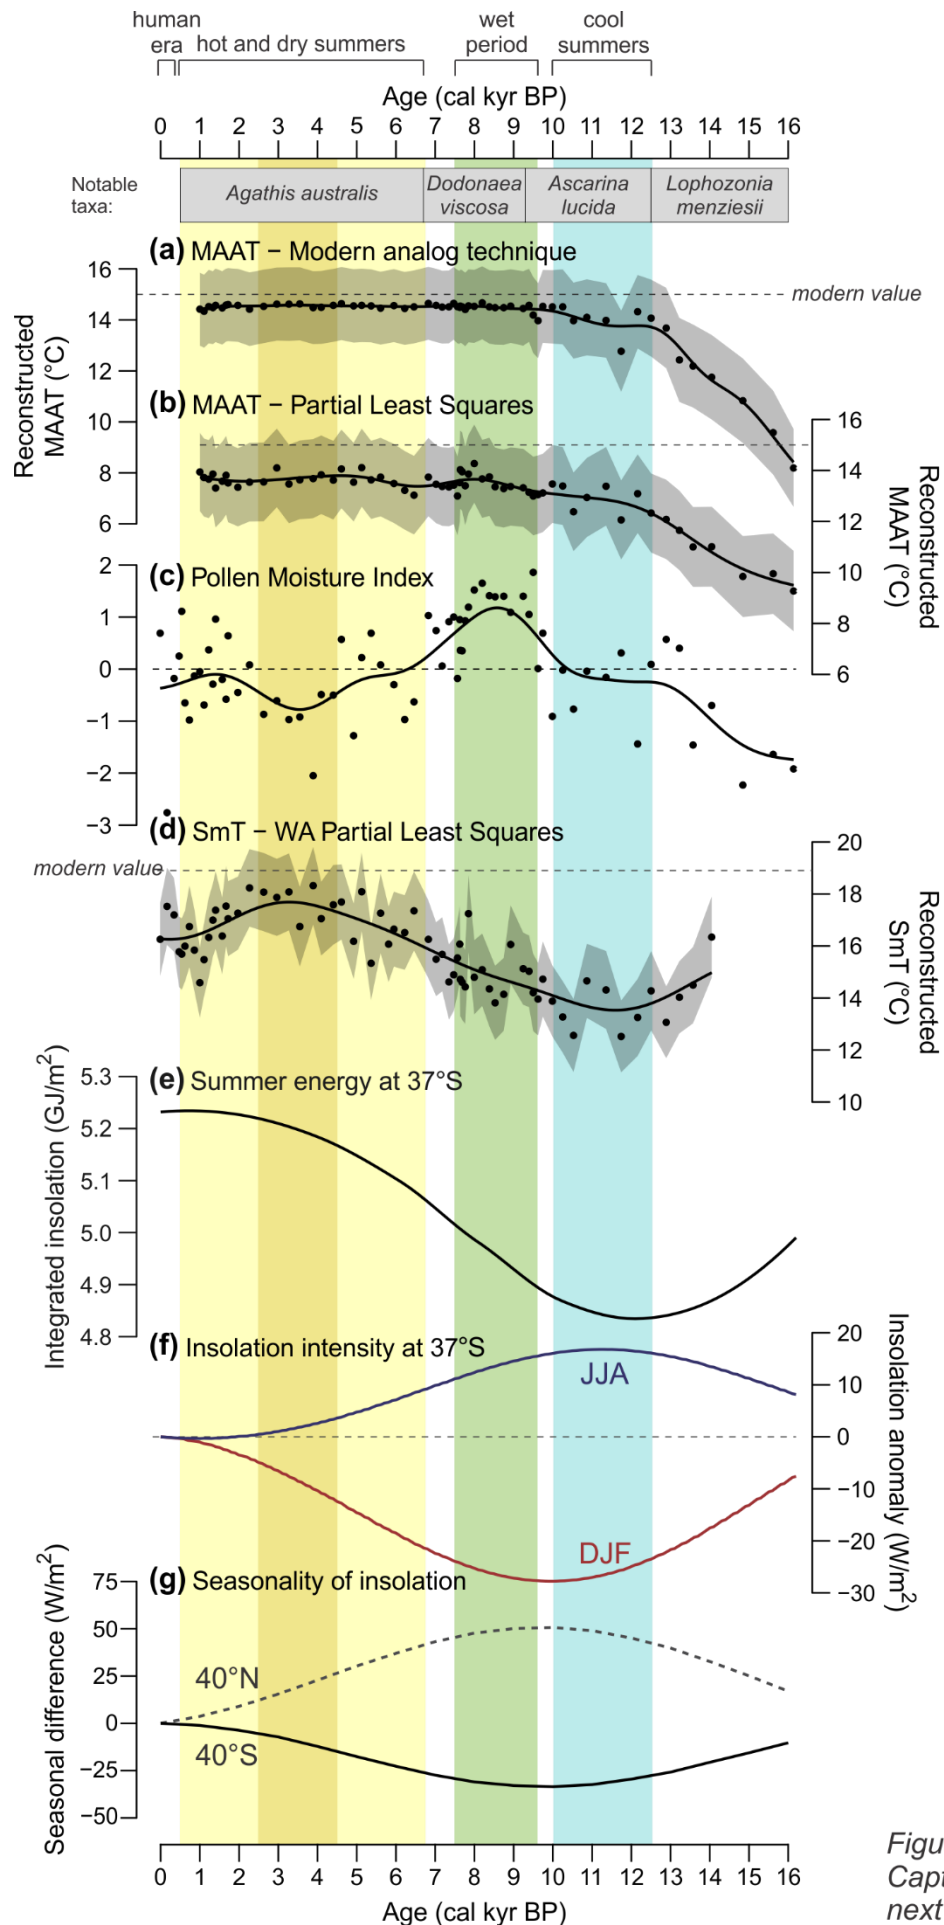 human era
hot and dry summers
wet period
cool summers
Age (cal kyr BP)
0 1 2 3 4 5 6 7 8 9 10 11 12 13 14 15 16
Notable taxa:
Agathis australis
Dodonaea viscosa
Ascarina lucida
Lophozonia menziesii
(a) MAAT – Modern analog technique
16
14
12
10
8
6
Reconstructed MAAT (°C)
modern value
(b) MAAT – Partial Least Squares
16
14
12
10
8
6
Reconstructed MAAT (°C)
(c) Pollen Moisture Index
2
1
0
−1
−2
−3
(d) SmT – WA Partial Least Squares
modern value
20
18
16
14
12
10
Reconstructed SmT (°C)
(e) Summer energy at 37°S
5.3
5.2
5.1
5.0
4.9
4.8
Integrated insolation (GJ/m²)
(f) Insolation intensity at 37°S
JJA
DJF
20
10
0
−10
−20
−30
Insolation anomaly (W/m²)
(g) Seasonality of insolation
75
50
25
0
−25
−50
Seasonal difference (W/m²)
40°N
40°S
0 1 2 3 4 5 6 7 8 9 10 11 12 13 14 15 16
Age (cal kyr BP)
Figu
Capt
next